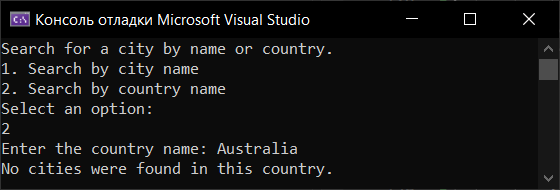 C:\
Консоль отладки Microsoft Visual Studio
Search for a city by name or country.
1. Search by city name
2. Search by country name
Select an option:
2
Enter the country name: Australia
No cities were found in this country.